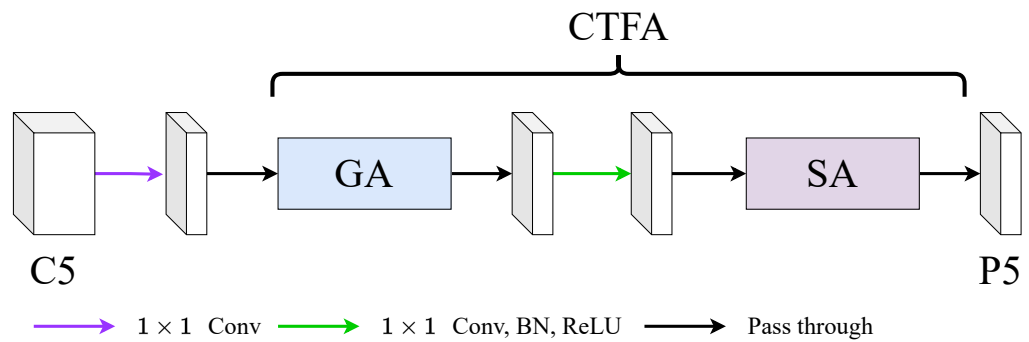 CTFA
GA
SA
C5
P5
1 × 1 Conv
1 × 1 Conv, BN, ReLU
Pass through